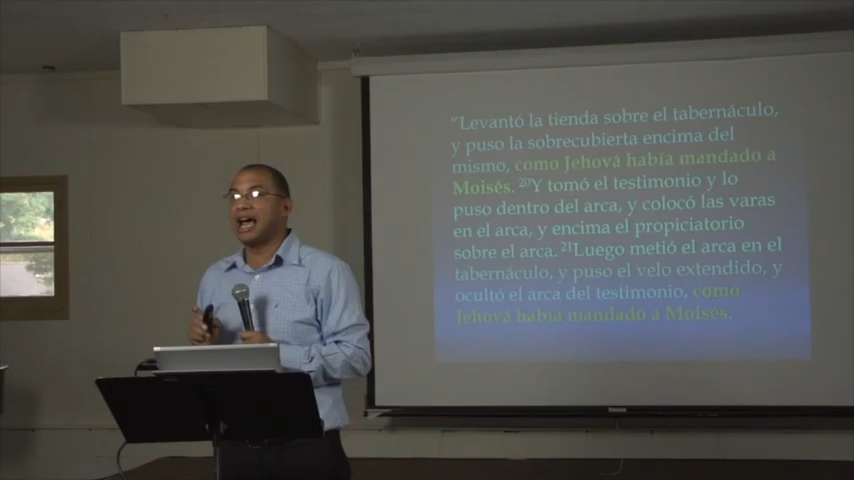 “Levantó la tienda sobre el tabernáculo,
y puso la sobrecubierta encima del
mismo, como Jehová había mandado a
Moisés. ²⁰Y tomó el testimonio y lo
puso dentro del arca, y colocó las varas
en el arca, y encima el propiciatorio
sobre el arca. ²¹Luego metió el arca en el
tabernáculo, y puso el velo extendido, y
ocultó el arca del testimonio, como
Jehová había mandado a Moisés.